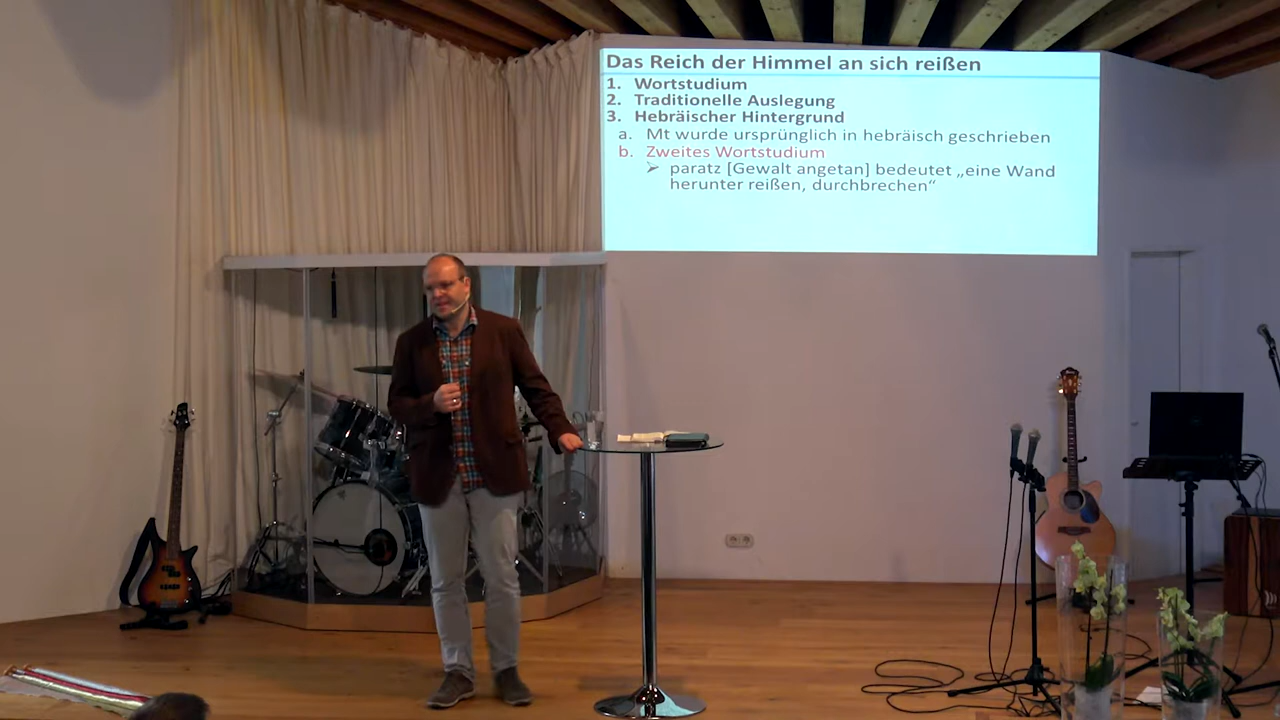 Das Reich der Himmel an sich reißen
1. Wortstudium
2. Traditionelle Auslegung
3. Hebräischer Hintergrund
a. Mt wurde ursprünglich in hebräisch geschrieben
b. Zweites Wortstudium
➢ paratz [Gewalt angetan] bedeutet „eine Wand
herunter reißen, durchbrechen“